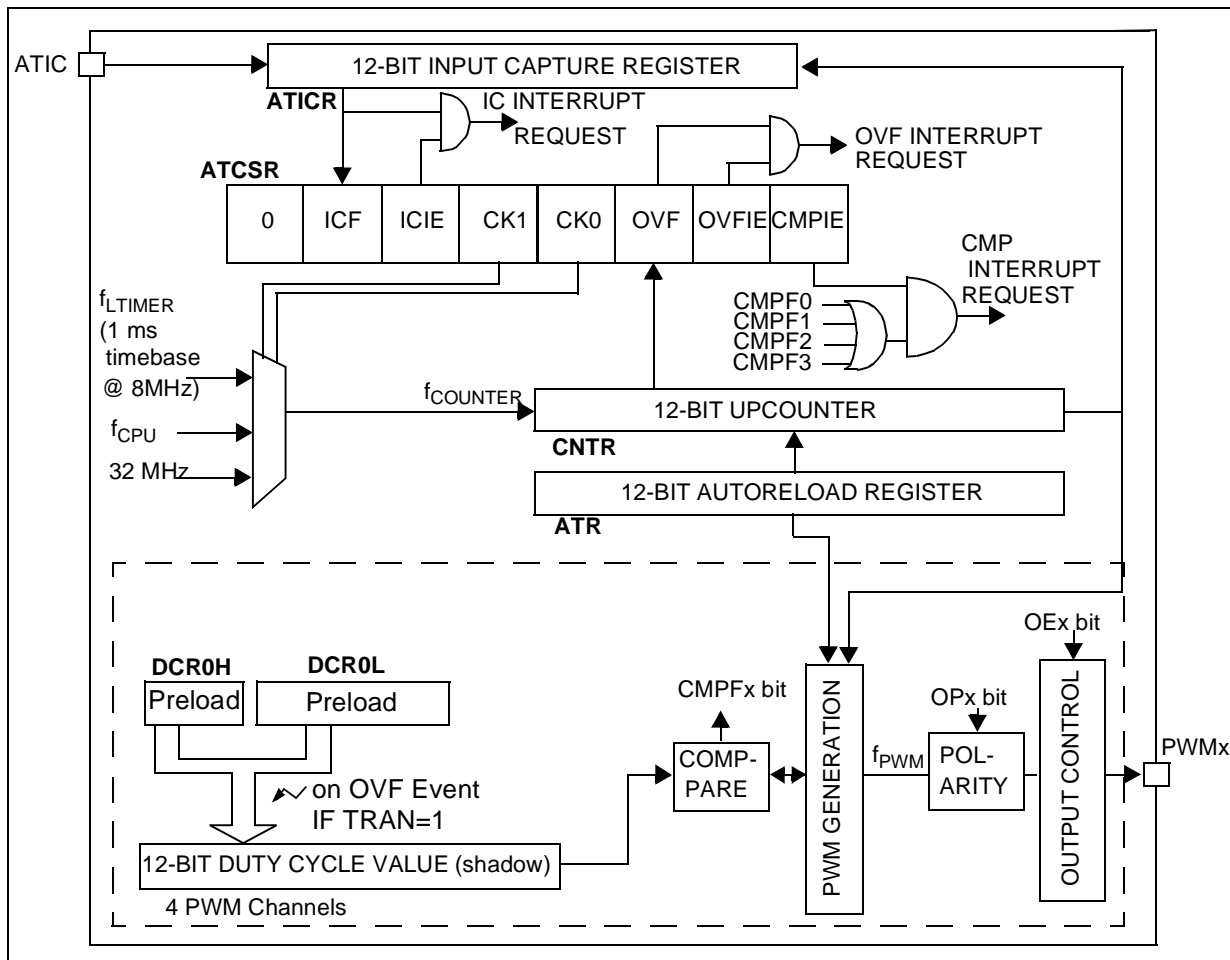 ATIC
12-BIT INPUT CAPTURE REGISTER
ATICR
IC INTERRUPT
REQUEST
OVF INTERRUPT
REQUEST
ATCSR
0 ICF ICIE CK1 CK0 OVF OVFIE CMPIE
CMP
INTERRUPT
REQUEST
fLTIMER
(1 ms
timebase
@ 8MHz)
CMPF0
CMPF1
CMPF2
CMPF3
fCOUNTER
12-BIT UPCOUNTER
fCPU
CNTR
32 MHz
12-BIT AUTORELOAD REGISTER
ATR
OEx bit
DCR0H
DCR0L
Preload
Preload
CMPFx bit
OPx bit
COMP-
PARE
PWM GENERATION
fPWM
POL-
ARITY
OUTPUT CONTROL
PWMx
on OVF Event
IF TRAN=1
12-BIT DUTY CYCLE VALUE (shadow)
4 PWM Channels